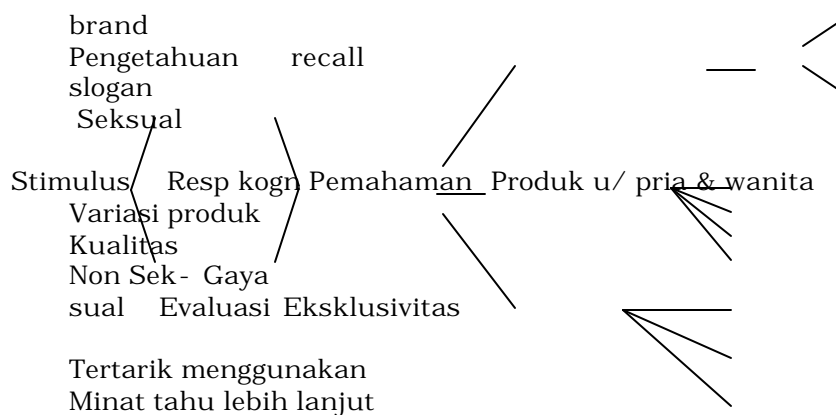 brand
Pengetahuan recall
slogan
Seksual
Stimulus Resp kogn Pemahaman Produk u/ pria & wanita
Variasi produk
Kualitas
Non Sek- Gaya
sual Evaluasi Eksklusivitas
Tertarik menggunakan
Minat tahu lebih lanjut